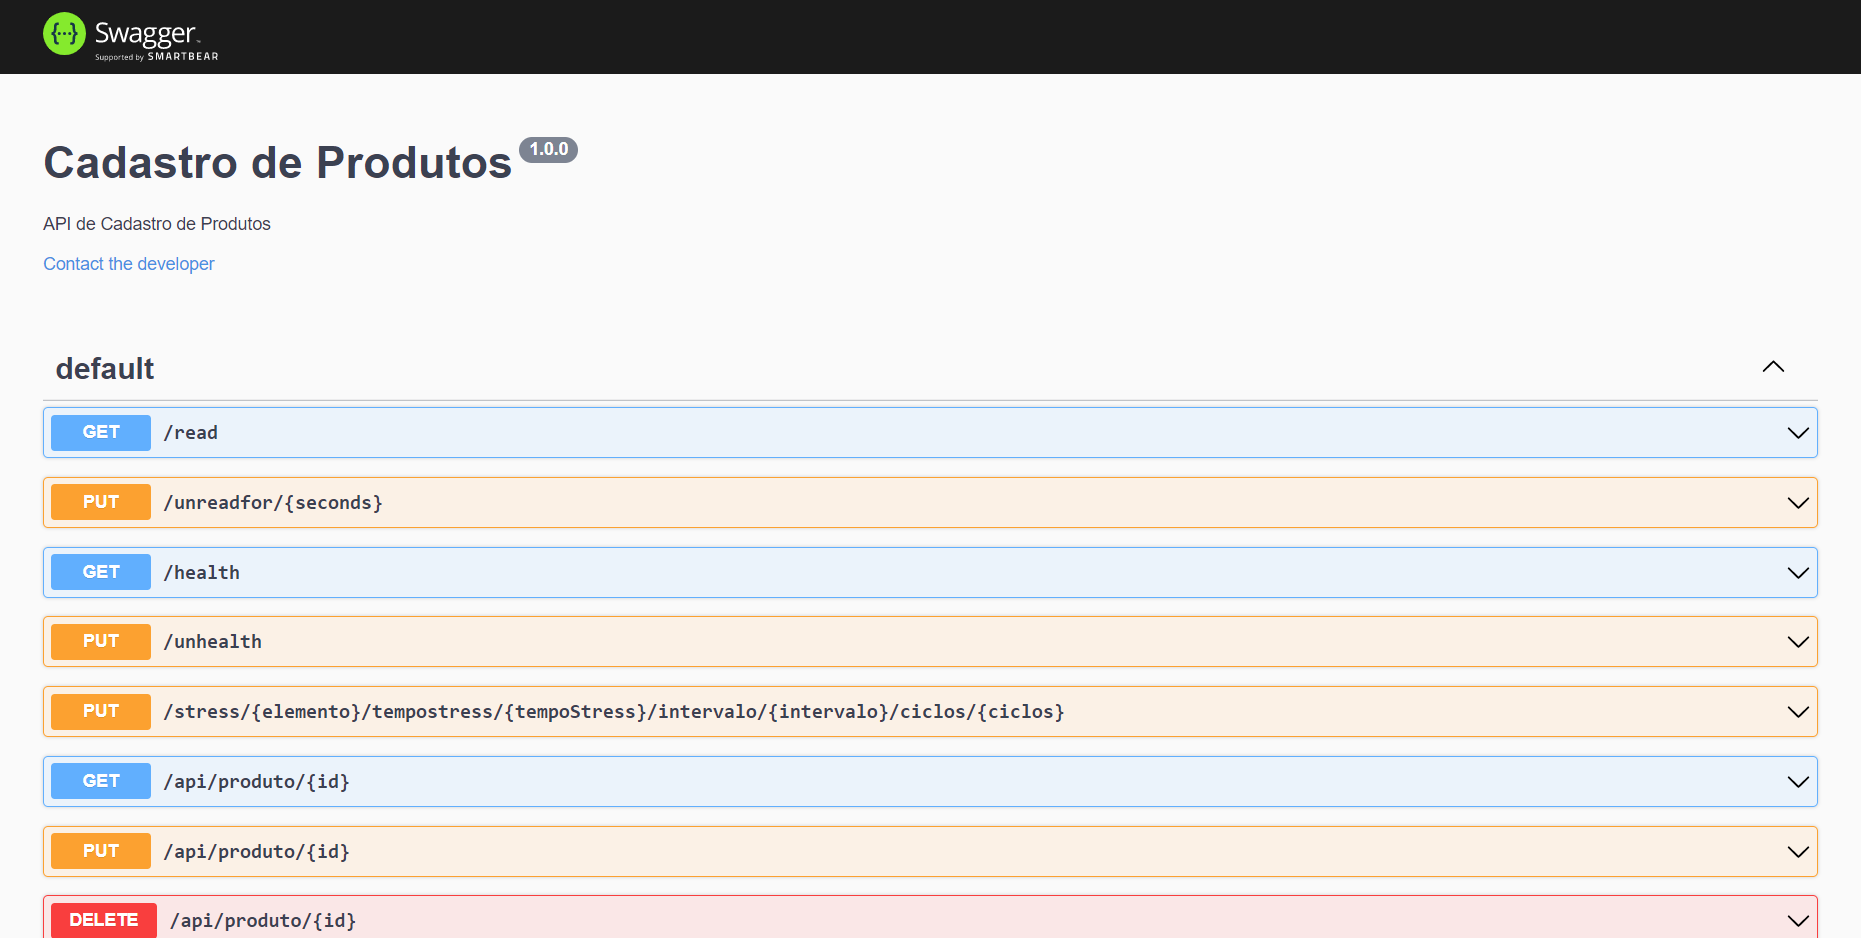 {···} Swagger™
Supported by SMARTBEAR
Cadastro de Produtos 1.0.0
API de Cadastro de Produtos
Contact the developer
default
GET /read
PUT /unreadfor/{seconds}
GET /health
PUT /unhealth
PUT /stress/{elemento}/tempostress/{tempoStress}/intervalo/{intervalo}/ciclos/{ciclos}
GET /api/produto/{id}
PUT /api/produto/{id}
DELETE /api/produto/{id}